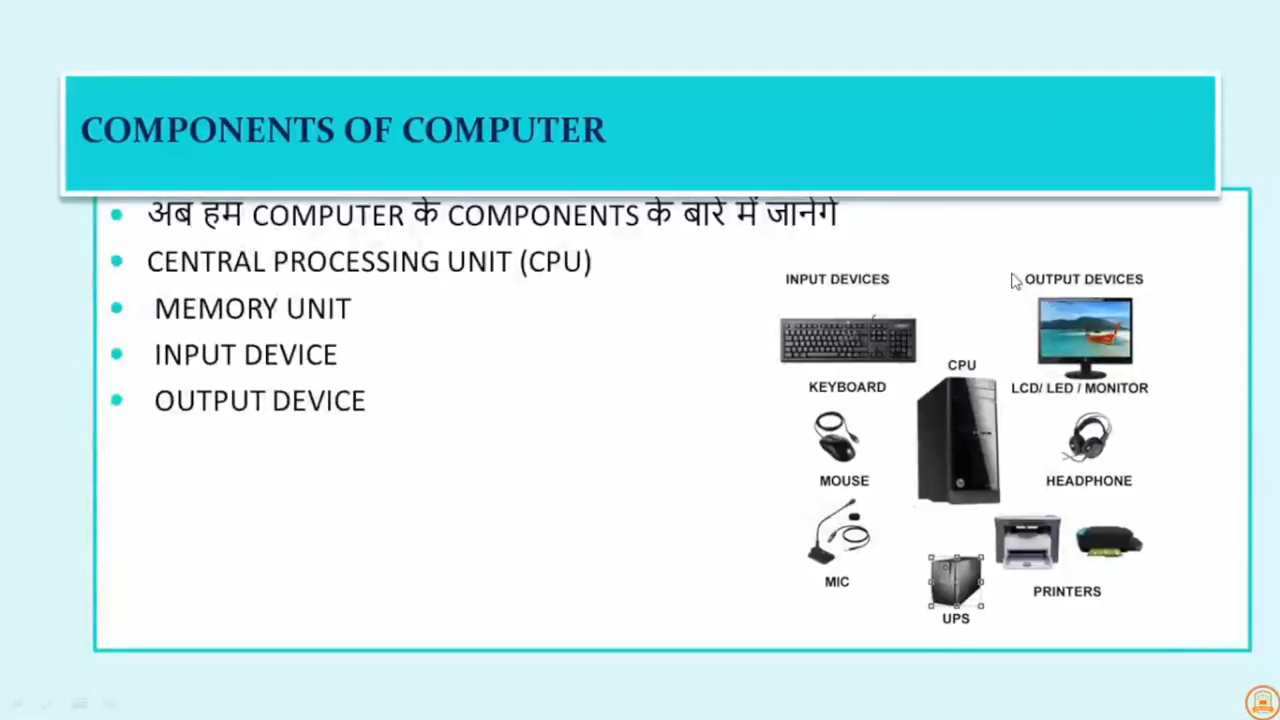 COMPONENTS OF COMPUTER
अब हम COMPUTER के COMPONENTS के बारे में जानेगे
CENTRAL PROCESSING UNIT (CPU)
MEMORY UNIT
INPUT DEVICE
OUTPUT DEVICE
INPUT DEVICES
OUTPUT DEVICES
KEYBOARD
CPU
LCD/ LED / MONITOR
MOUSE
HEADPHONE
MIC
PRINTERS
UPS